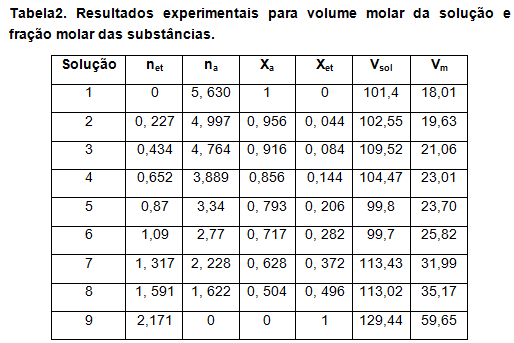 Tabela2. Resultados experimentais para volume molar da solução e
fração molar das substâncias.
Solução n_et n_a X_a X_et V_sol V_m
1 0 5, 630 1 0 101,4 18,01
2 0, 227 4, 997 0, 956 0, 044 102,55 19,63
3 0,434 4, 764 0, 916 0, 084 109,52 21,06
4 0,652 3,889 0,856 0,144 104,47 23,01
5 0,87 3,34 0, 793 0, 206 99,8 23,70
6 1,09 2,77 0, 717 0, 282 99,7 25,82
7 1, 317 2, 228 0, 628 0, 372 113,43 31,99
8 1, 591 1, 622 0, 504 0, 496 113,02 35,17
9 2,171 0 0 1 129,44 59,65